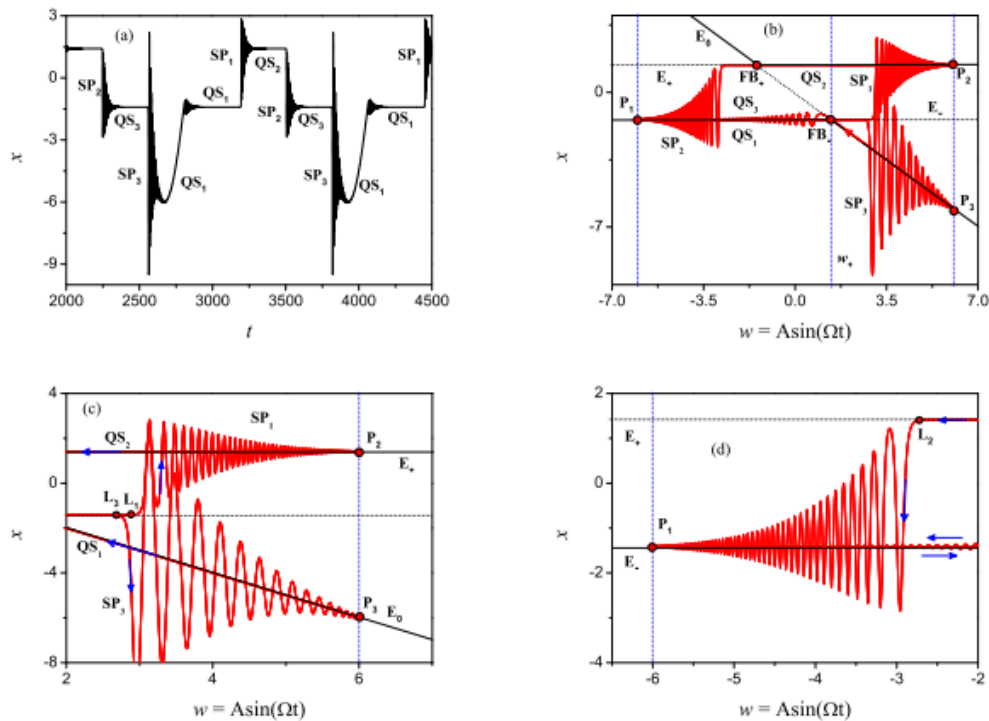 (a)
3
0
-3
-6
-9
x
SP₂
QS₃
SP₃
QS₁
QS₁
SP₁
QS₂
SP₂
QS₃
SP₃
QS₁
SP₁
2000 2500 3000 3500 4000 4500
t
(b)
0
-7
x
E₀
E₊
FB₊
QS₂
SP₁
P₂
P₁
QS₃
E₋
SP₂
QS₁
FB₋
SP₃
P₃
w₊
-7.0 -3.5 0.0 3.5 7.0
w = Asin(Ωt)
(c)
4
0
-4
-8
x
SP₁
QS₂
P₂
E₊
L₃
L₁
QS₁
SP₃
P₃
E₀
2 4 6
w = Asin(Ωt)
(d)
2
0
-2
-4
x
E₊
L₂
P₁
E₋
-6 -5 -4 -3 -2
w = Asin(Ωt)